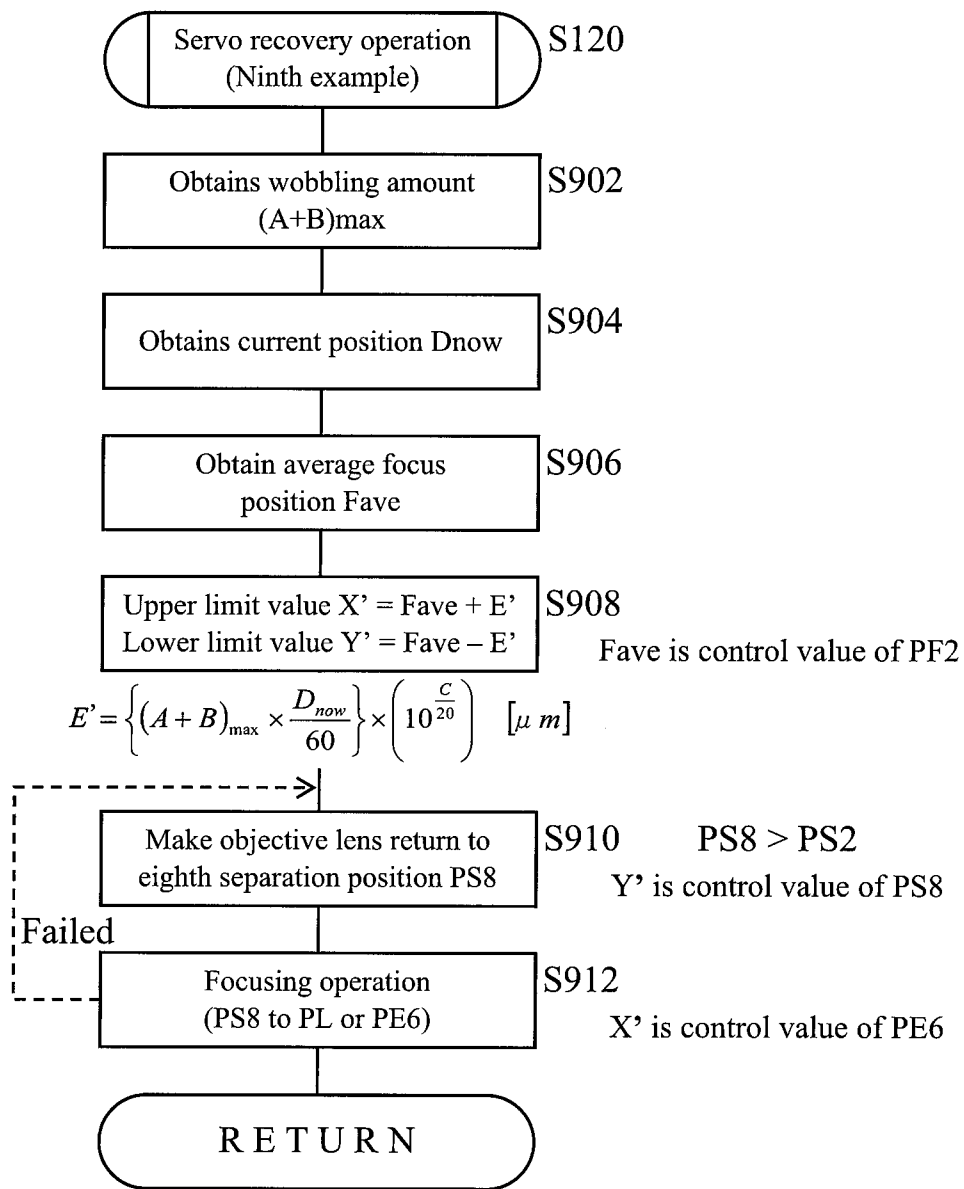 Servo recovery operation
(Ninth example)
S120
Obtains wobbling amount
(A+B)max
S902
Obtains current position Dnow
S904
Obtain average focus
position Fave
S906
Upper limit value X’ = Fave + E’
Lower limit value Y’ = Fave – E’
S908
Fave is control value of PF2
E’ = {(A + B)max × Dnow/60} × (10^(C/20)) [μ m]
Make objective lens return to
eighth separation position PS8
S910
PS8 > PS2
Y’ is control value of PS8
Failed
Focusing operation
(PS8 to PL or PE6)
S912
X’ is control value of PE6
RETURN